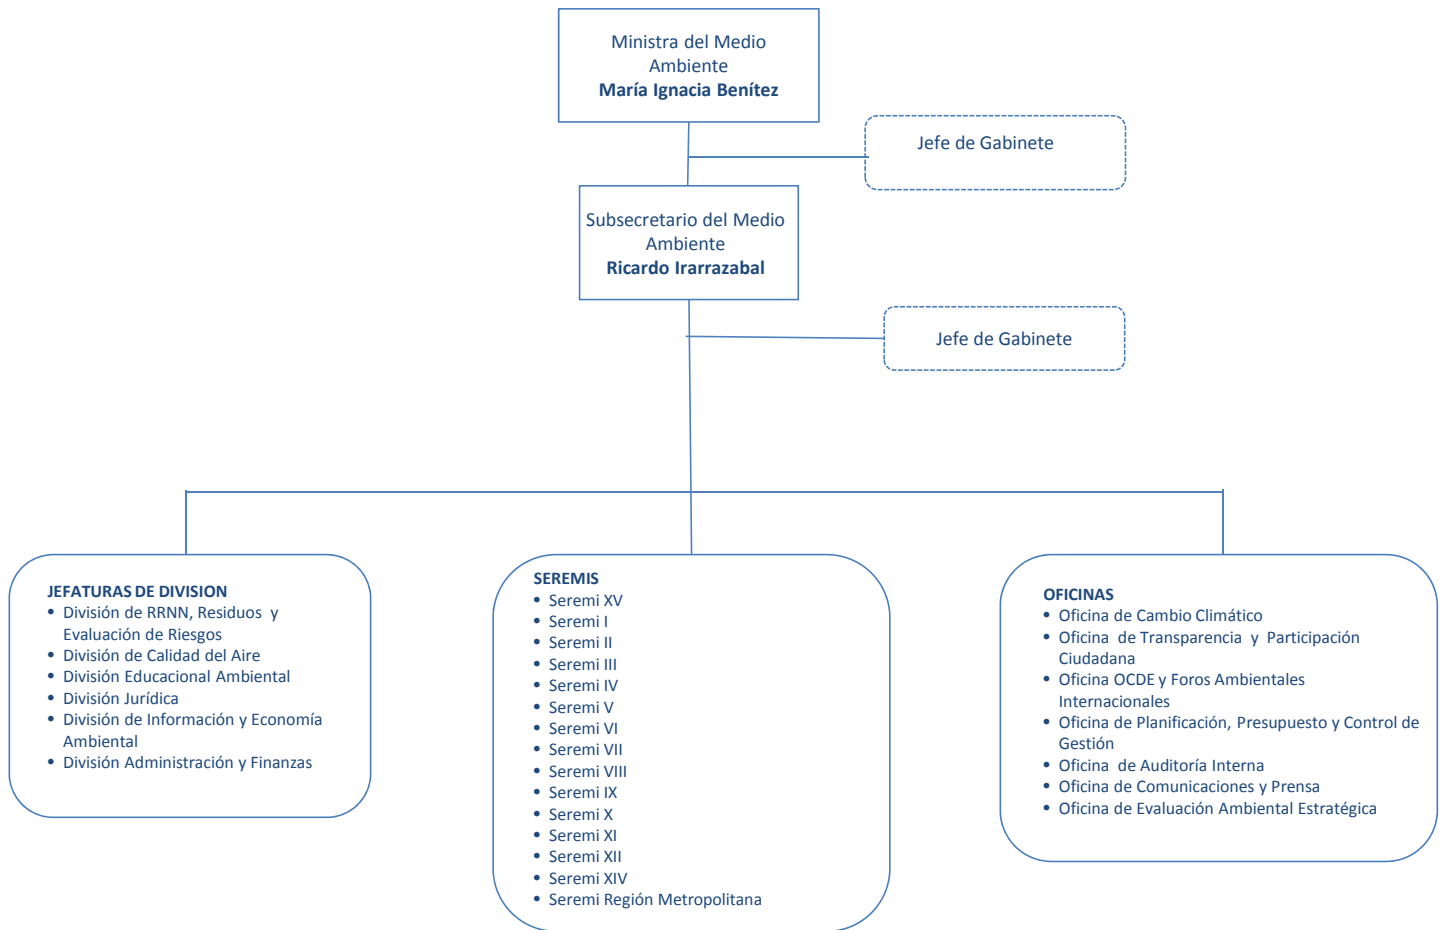 Ministra del Medio
Ambiente
María Ignacia Benítez
Jefe de Gabinete
Subsecretario del Medio
Ambiente
Ricardo Irarrazabal
Jefe de Gabinete
JEFATURAS DE DIVISION
• División de RRNN, Residuos y
Evaluación de Riesgos
• División de Calidad del Aire
• División Educacional Ambiental
• División Jurídica
• División de Información y Economía
Ambiental
• División Administración y Finanzas
SEREMIS
• Seremi XV
• Seremi I
• Seremi II
• Seremi III
• Seremi IV
• Seremi V
• Seremi VI
• Seremi VII
• Seremi VIII
• Seremi IX
• Seremi X
• Seremi XI
• Seremi XII
• Seremi XIV
• Seremi Región Metropolitana
OFICINAS
• Oficina de Cambio Climático
• Oficina de Transparencia y Participación
Ciudadana
• Oficina OCDE y Foros Ambientales
Internacionales
• Oficina de Planificación, Presupuesto y Control de
Gestión
• Oficina de Auditoría Interna
• Oficina de Comunicaciones y Prensa
• Oficina de Evaluación Ambiental Estratégica